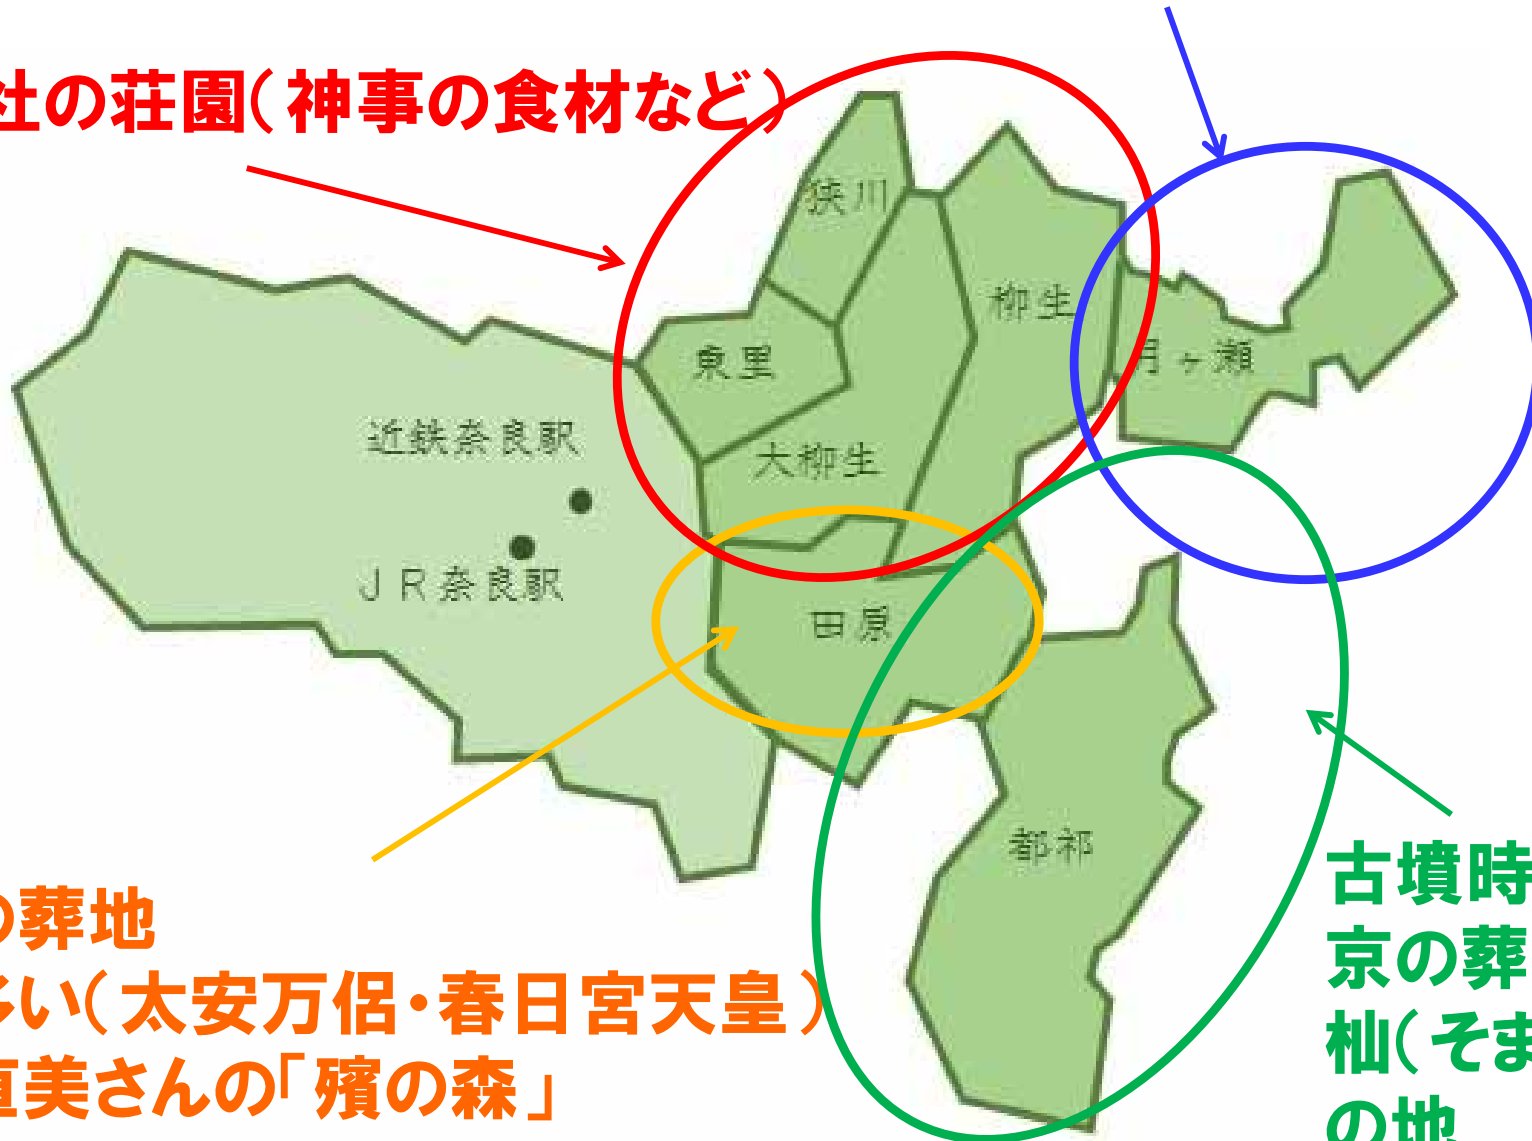 社の荘園(神事の食材など)
狭川
柳生
東里
月ヶ瀬
近鉄奈良駅
大柳生
JR奈良駅
田原
都祁
の葬地
多い(太安万侶・春日宮天皇)
直美さんの「殯の森」
古墳時
京の葬
杣(そま
の地